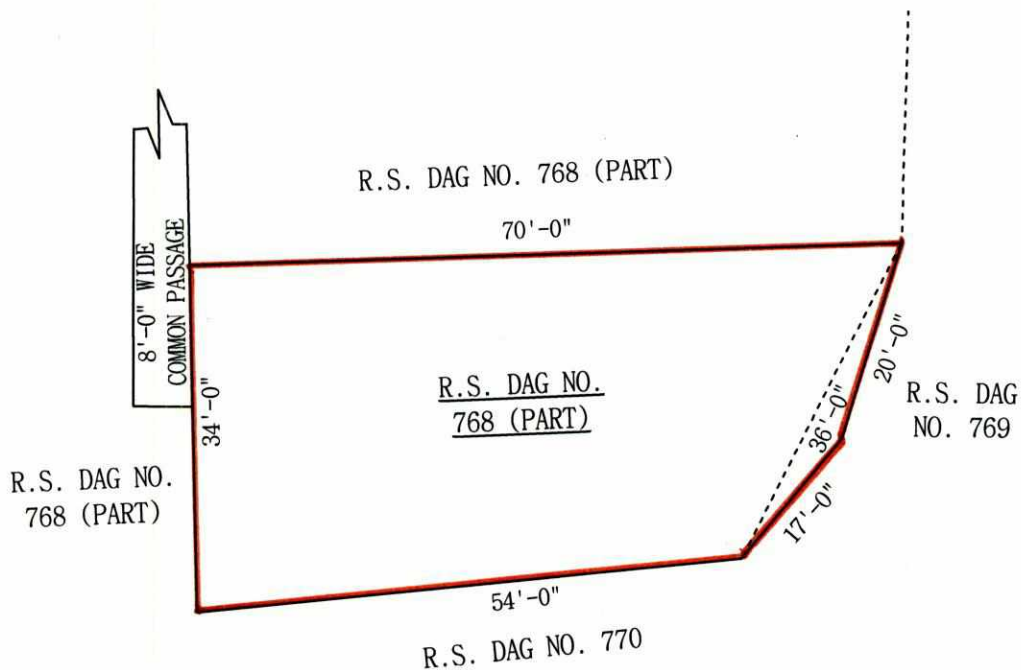 R.S. DAG NO. 768 (PART)
70'-0"
8'-0" WIDE
COMMON PASSAGE
34'-0"
R.S. DAG NO.
768 (PART)
36'-0"
20'-0"
R.S. DAG
NO. 769
R.S. DAG NO.
768 (PART)
17'-0"
54'-0"
R.S. DAG NO. 770